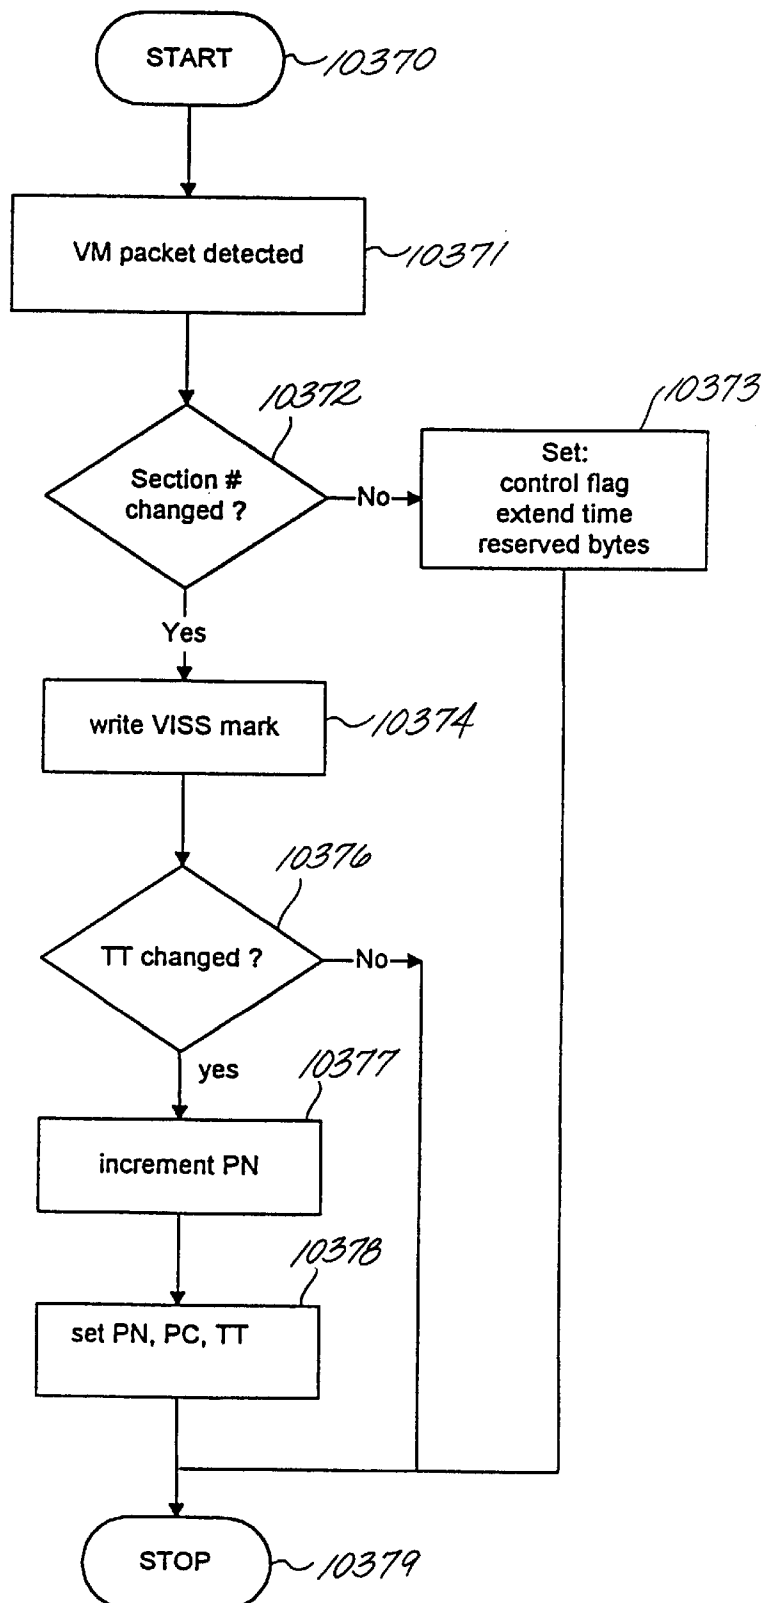 START
10370
VM packet detected
10371
10372
Section #
changed ?
No
10373
Set:
control flag
extend time
reserved bytes
Yes
write VISS mark
10374
10376
TT changed ?
No
yes
10377
increment PN
10378
set PN, PC, TT
STOP
10379